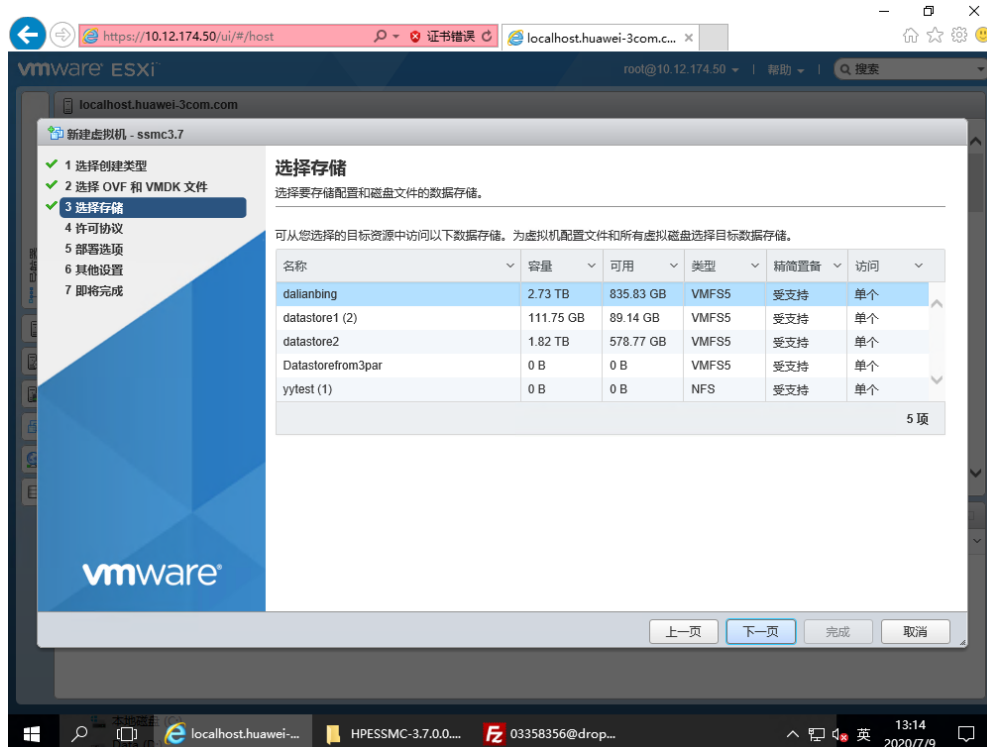 https://10.12.174.50/ui/#/host
证书错误
localhost.huawei-3com.c...
vmware ESXi
root@10.12.174.50
帮助
搜索
localhost.huawei-3com.com
新建虚拟机 - ssmc3.7
1 选择创建类型
2 选择 OVF 和 VMDK 文件
3 选择存储
4 许可协议
5 部署选项
6 其他设置
7 即将完成
vmware
选择存储
选择要存储配置和磁盘文件的数据存储。
可从您选择的目标资源中访问以下数据存储。为虚拟机配置文件和所有虚拟磁盘选择目标数据存储。
名称 容量 可用 类型 精简置备 访问
dalianbing 2.73 TB 835.83 GB VMFS5 受支持 单个
datastore1 (2) 111.75 GB 89.14 GB VMFS5 受支持 单个
datastore2 1.82 TB 578.77 GB VMFS5 受支持 单个
Datastorefrom3par 0 B 0 B VMFS5 受支持 单个
yytest (1) 0 B 0 B NFS 受支持 单个
5 项
上一页 下一页 完成 取消
本地磁盘 (C
localhost.huawei-...
HPESSMC-3.7.0.0....
03358356@drop...
英
13:14
2020/7/9